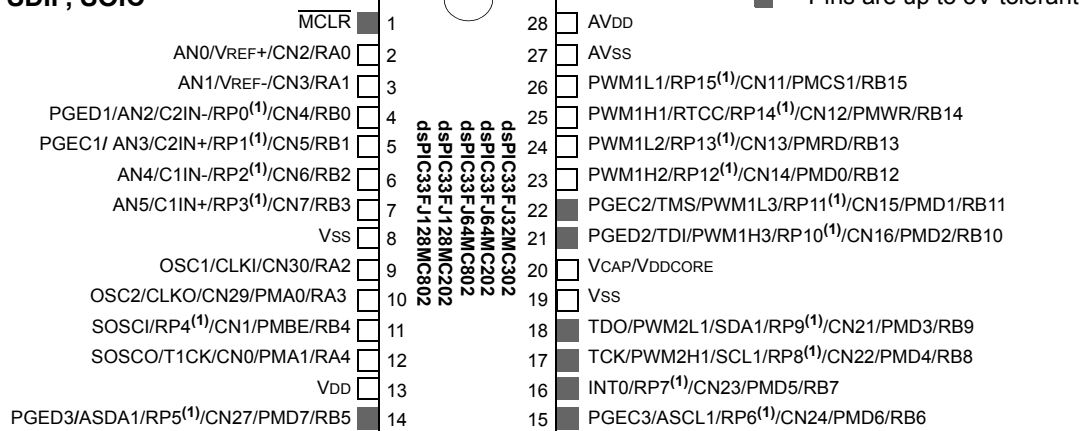 MCLR 1
AN0/VREF+/CN2/RA0 2
AN1/VREF-/CN3/RA1 3
PGED1/AN2/C2IN-/RP0(1)/CN4/RB0 4
PGEC1/ AN3/C2IN+/RP1(1)/CN5/RB1 5
AN4/C1IN-/RP2(1)/CN6/RB2 6
AN5/C1IN+/RP3(1)/CN7/RB3 7
VSS 8
OSC1/CLKI/CN30/RA2 9
OSC2/CLKO/CN29/PMA0/RA3 10
SOSCI/RP4(1)/CN1/PMBE/RB4 11
SOSCO/T1CK/CN0/PMA1/RA4 12
VDD 13
PGED3/ASDA1/RP5(1)/CN27/PMD7/RB5 14
dsPIC33FJ32MC302
dsPIC33FJ64MC202
dsPIC33FJ64MC802
dsPIC33FJ128MC202
dsPIC33FJ128MC802
28 AVDD
27 AVSS
26 PWM1L1/RP15(1)/CN11/PMCS1/RB15
25 PWM1H1/RTCC/RP14(1)/CN12/PMWR/RB14
24 PWM1L2/RP13(1)/CN13/PMRD/RB13
23 PWM1H2/RP12(1)/CN14/PMD0/RB12
22 PGEC2/TMS/PWM1L3/RP11(1)/CN15/PMD1/RB11
21 PGED2/TDI/PWM1H3/RP10(1)/CN16/PMD2/RB10
20 VCAP/VDDCORE
19 VSS
18 TDO/PWM2L1/SDA1/RP9(1)/CN21/PMD3/RB9
17 TCK/PWM2H1/SCL1/RP8(1)/CN22/PMD4/RB8
16 INT0/RP7(1)/CN23/PMD5/RB7
15 PGEC3/ASCL1/RP6(1)/CN24/PMD6/RB6